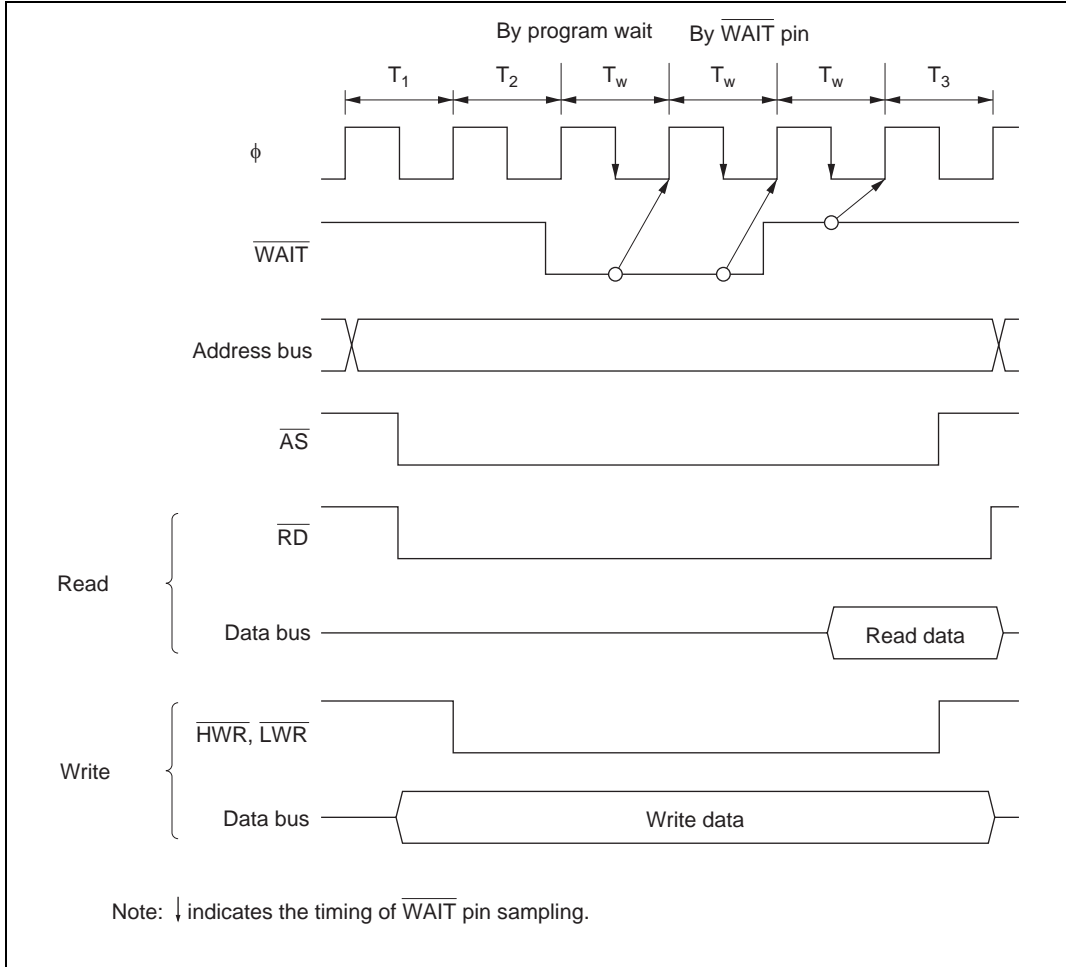 By program wait By WAIT pin
T1 T2 Tw Tw Tw T3
ϕ
WAIT
Address bus
AS
RD
Read
Data bus Read data
HWR, LWR
Write
Data bus Write data
Note: ↓ indicates the timing of WAIT pin sampling.